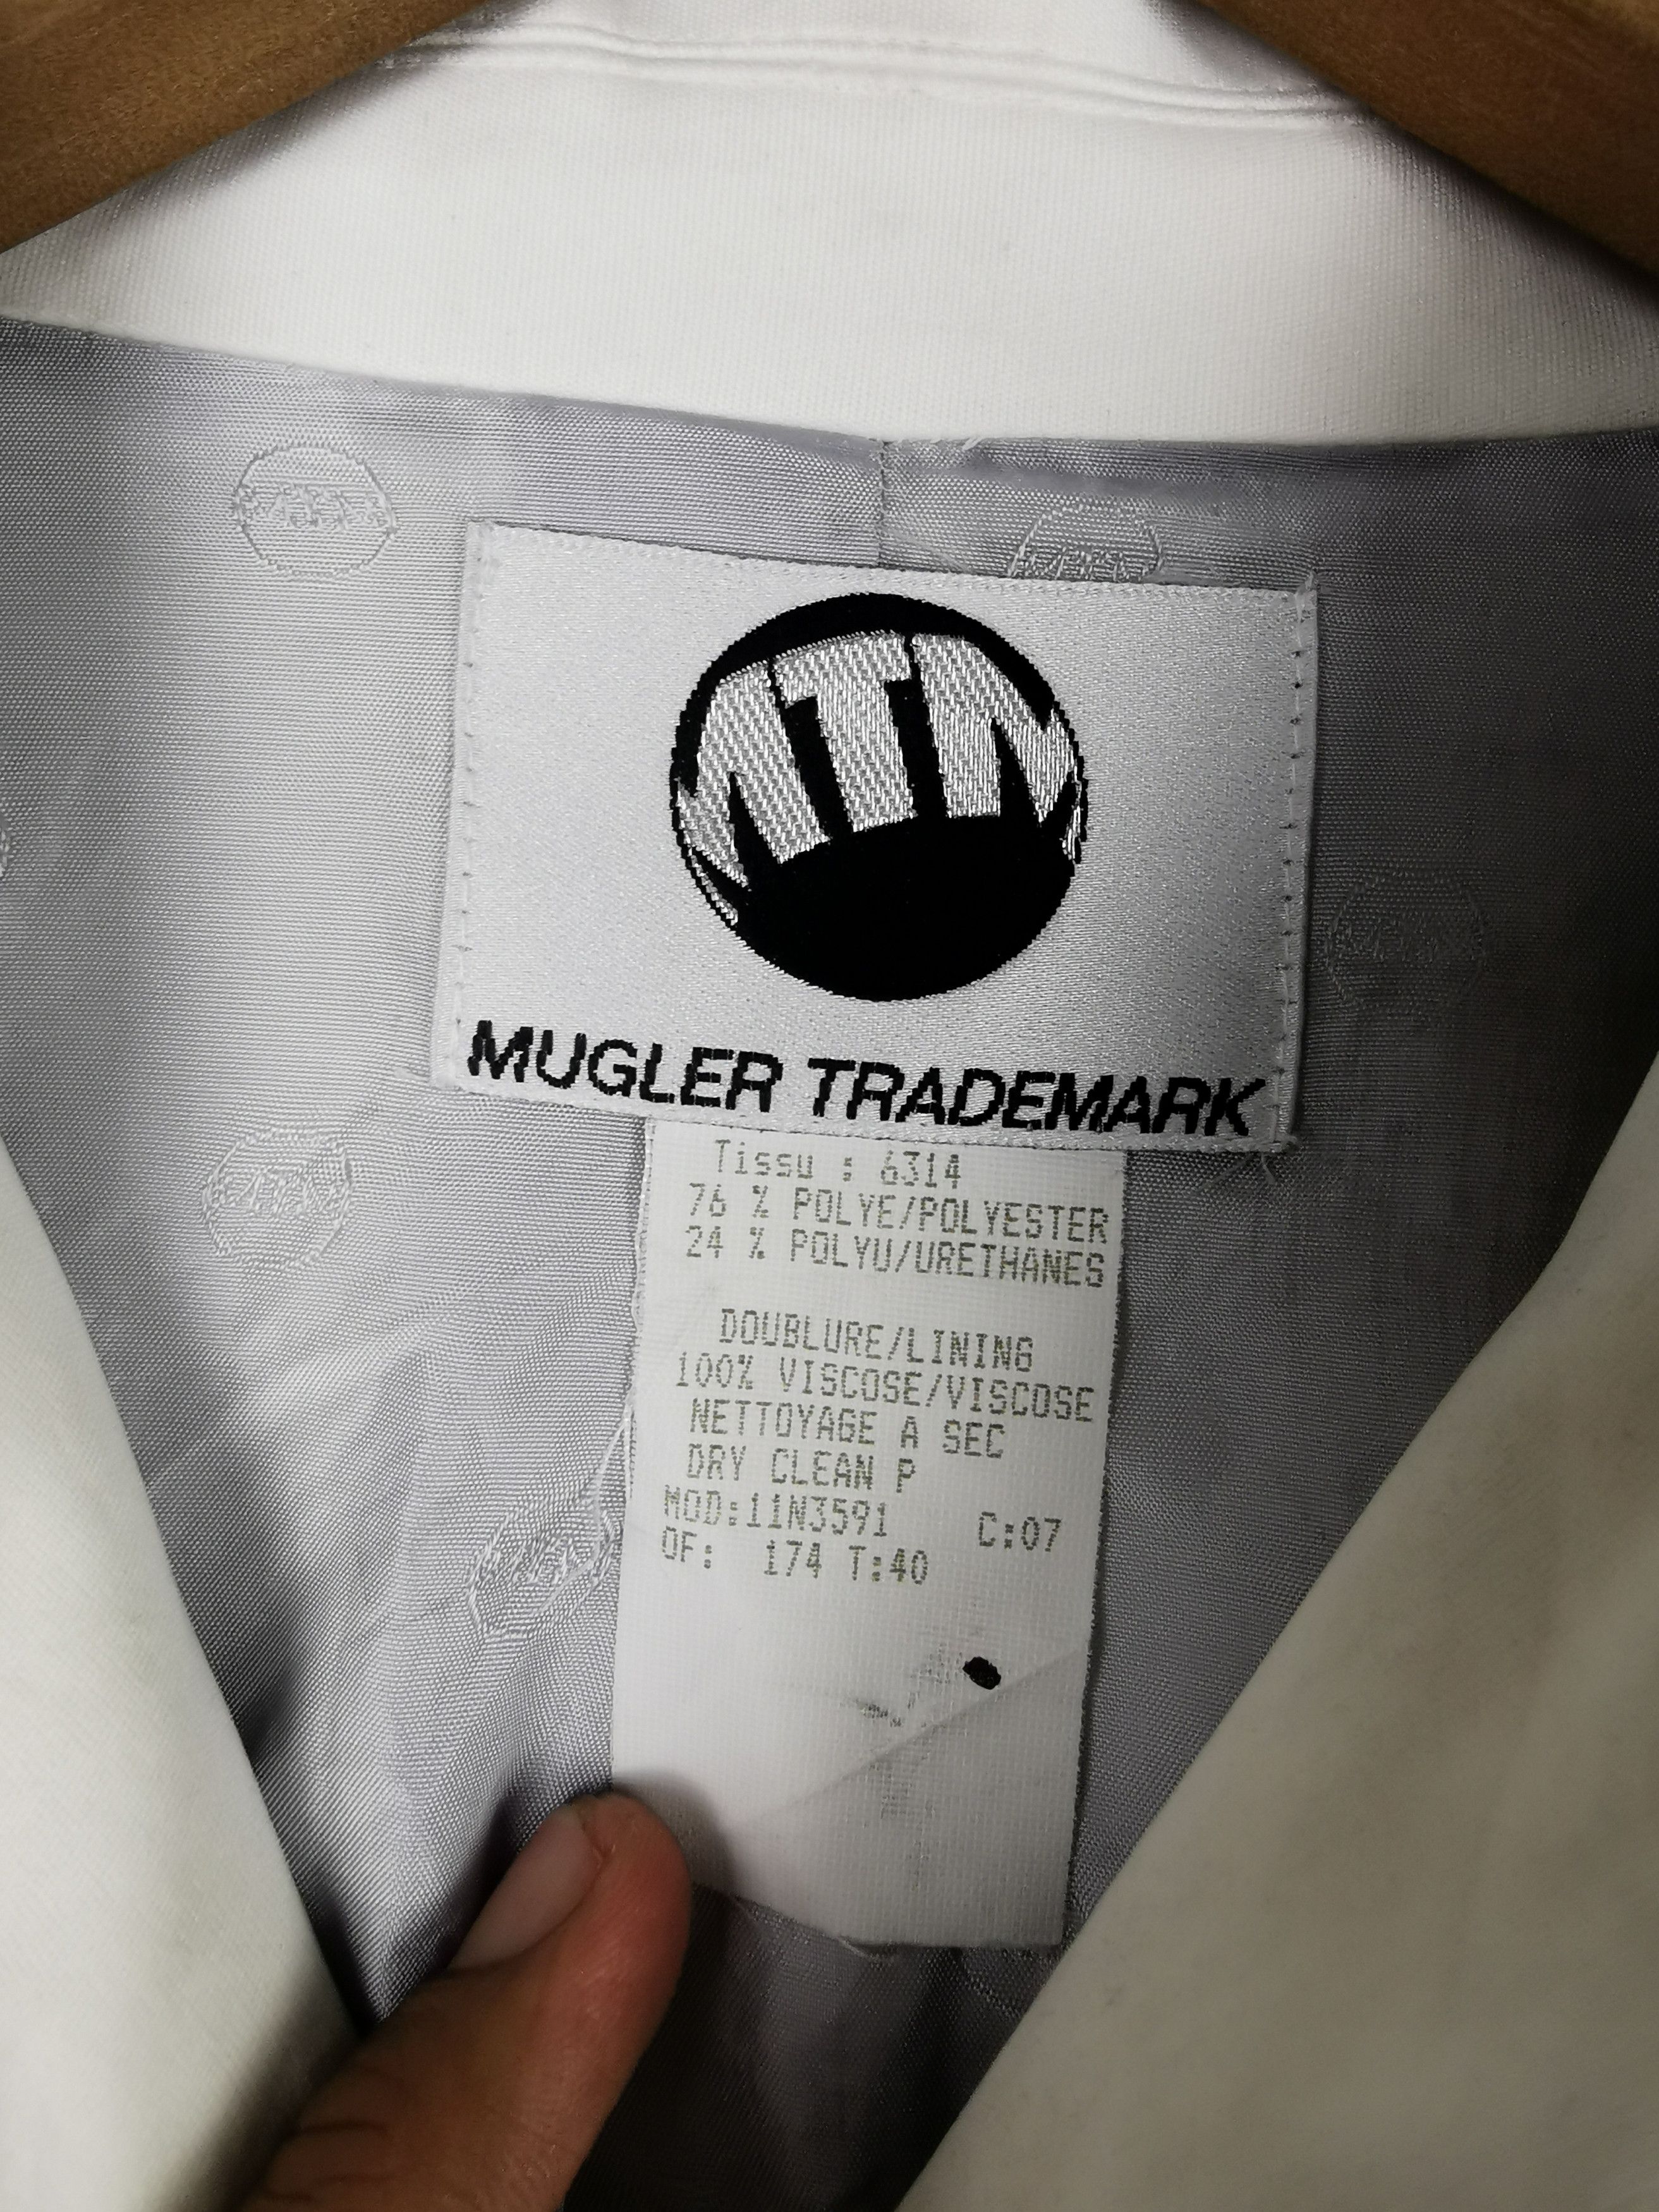 MTM
MUGLER TRADEMARK
Tissu : 6314
76 % POLYE/POLYESTER
24 % POLYU/URETHANES
DOUBLURE/LINING
100% VISCOSE/VISCOSE
NETTOYAGE A SEC
DRY CLEAN P
MOD:11N3591 C:07
OF: 174 T:40